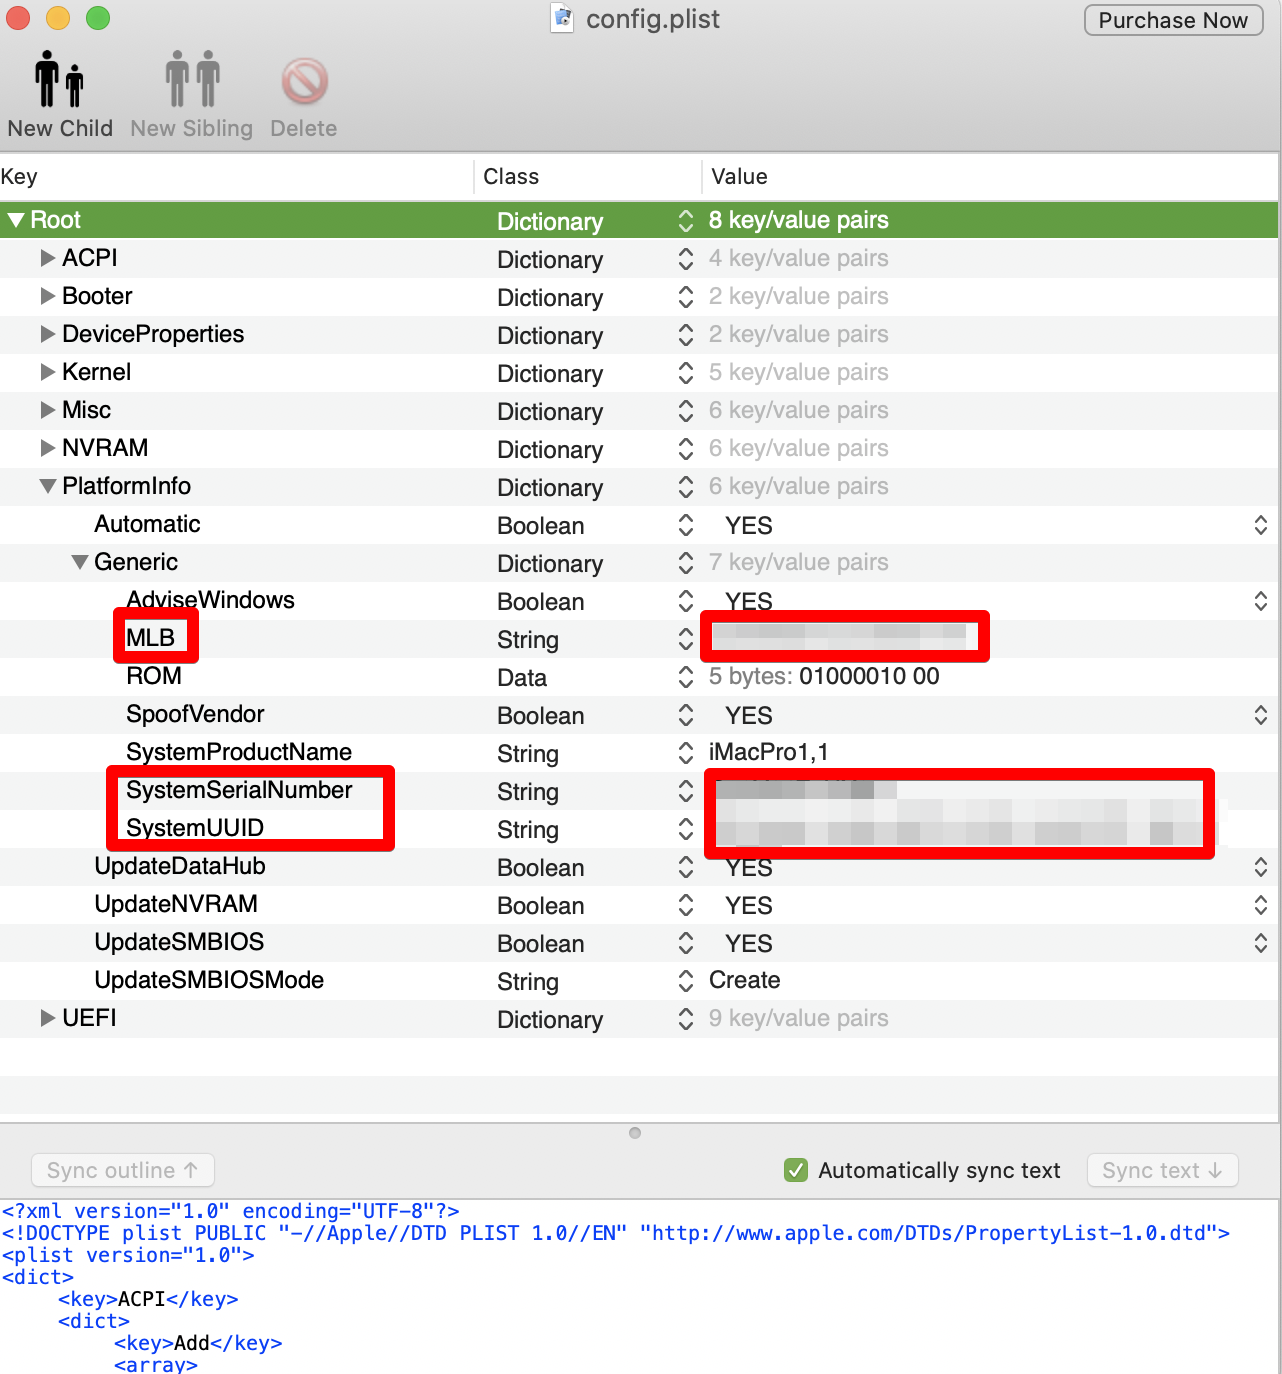 config.plist
Purchase Now
New Child New Sibling Delete
Key Class Value
Root Dictionary 8 key/value pairs
ACPI Dictionary 4 key/value pairs
Booter Dictionary 2 key/value pairs
DeviceProperties Dictionary 2 key/value pairs
Kernel Dictionary 5 key/value pairs
Misc Dictionary 6 key/value pairs
NVRAM Dictionary 6 key/value pairs
PlatformInfo Dictionary 6 key/value pairs
Automatic Boolean YES
Generic Dictionary 7 key/value pairs
AdviseWindows Boolean YES
MLB String
ROM Data 5 bytes: 01000010 00
SpoofVendor Boolean YES
SystemProductName String iMacPro1,1
SystemSerialNumber String
SystemUUID String
UpdateDataHub Boolean YES
UpdateNVRAM Boolean YES
UpdateSMBIOS Boolean YES
UpdateSMBIOSMode String Create
UEFI Dictionary 9 key/value pairs
Sync outline ↑ Automatically sync text Sync text ↓
<?xml version="1.0" encoding="UTF-8"?>
<!DOCTYPE plist PUBLIC "-//Apple//DTD PLIST 1.0//EN" "http://www.apple.com/DTDs/PropertyList-1.0.dtd">
<plist version="1.0">
<dict>
<key>ACPI</key>
<dict>
<key>Add</key>
<array>